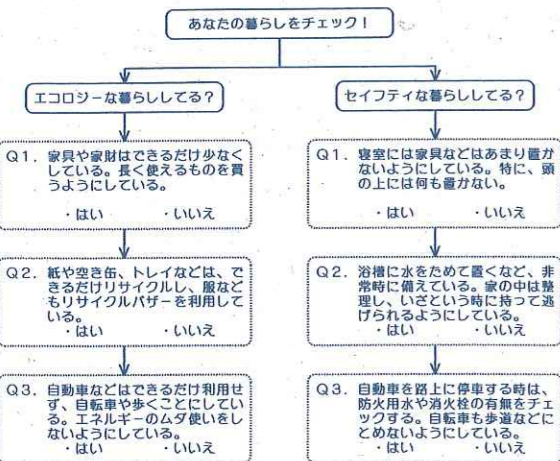 あなたの暮らしをチェック！
エコロジーな暮らししてる？
Q1．家具や家財はできるだけ少なく
している。長く使えるものを買
うようにしている。
・はい　・いいえ
Q2．紙や空き缶、トレイなどは、で
きるだけリサイクルし、服など
もリサイクルバザーを利用して
いる。
・はい　・いいえ
Q3．自動車などはできるだけ利用せ
ず、自転車や歩くことにしてい
る。エネルギーのムダ使いをし
ないようにしている。
・はい　・いいえ
セイフティな暮らししてる？
Q1．寝室には家具などはあまり置か
ないようにしている。特に、頭
の上には何も置かない。
・はい　・いいえ
Q2．浴槽に水をためて置くなど、非
常時に備えている。家の中は整
理し、いざという時に持って逃
げられるようにしている。
・はい　・いいえ
Q3．自動車を路上に停車する時は、
防火用水や消火栓の有無をチェ
ックする。自転車も歩道などに
とめないようにしている。
・はい　・いいえ